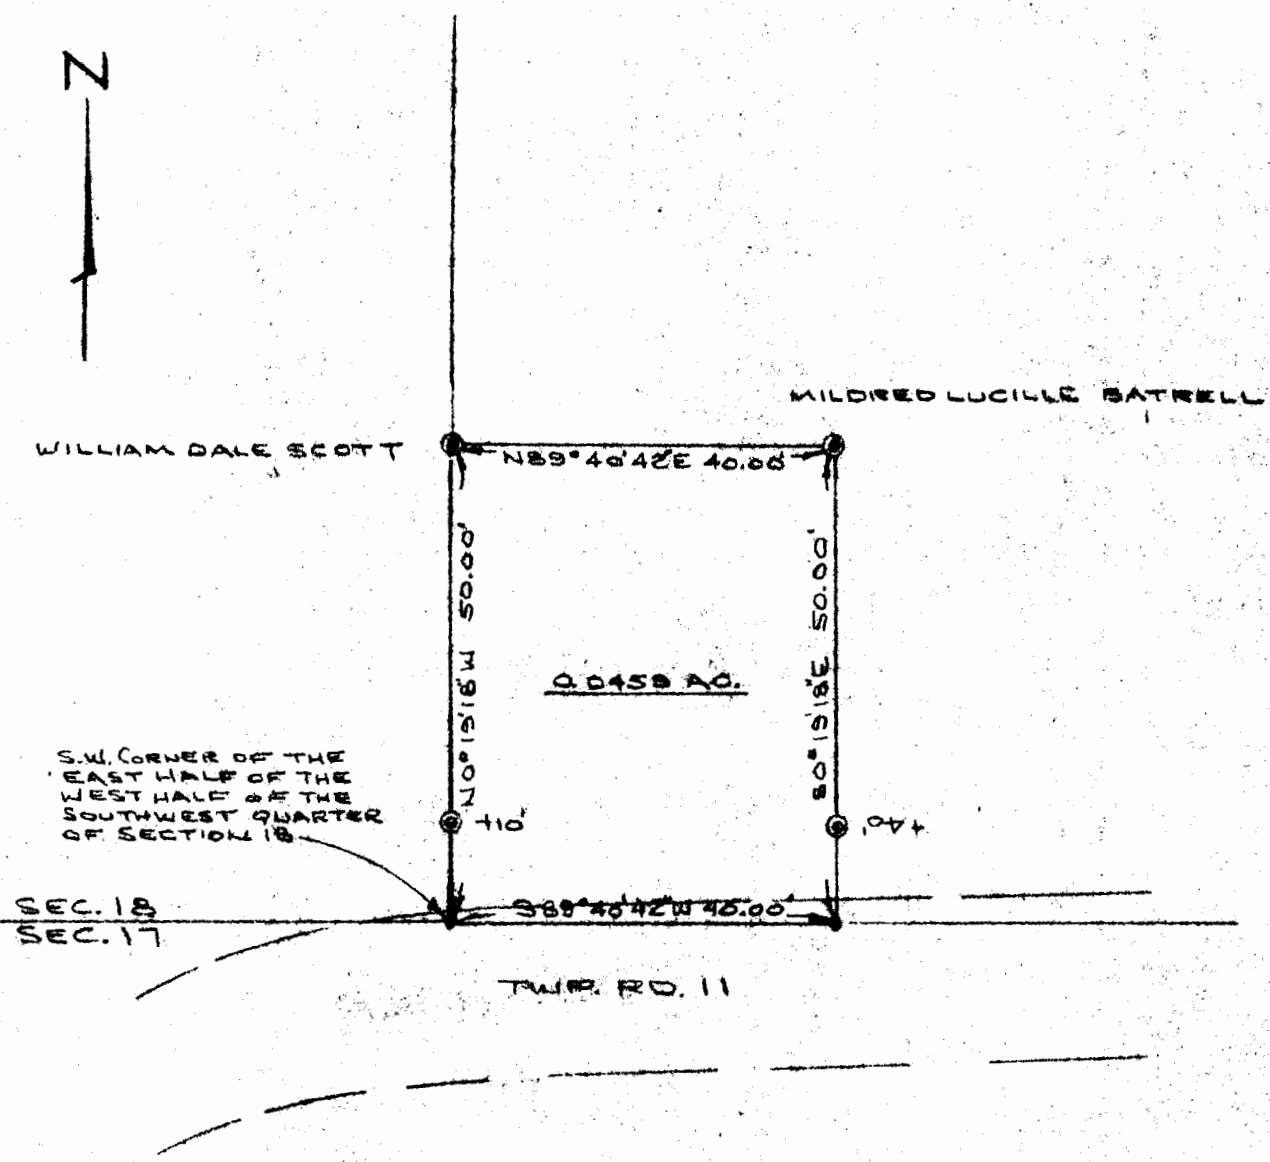 N
MILDRED LUCILLE BATRELL
WILLIAM DALE SCOTT
N89°40'42"E 40.00'
N0°19'18"W 50.00'
S0°19'18"E 50.00'
0.0459 AC.
S.W. CORNER OF THE
EAST HALF OF THE
WEST HALF OF THE
SOUTHWEST QUARTER
OF SECTION 18
+10'
+40'
SEC. 18
S89°40'42"W 40.00'
SEC. 17
TWP. RD. 11